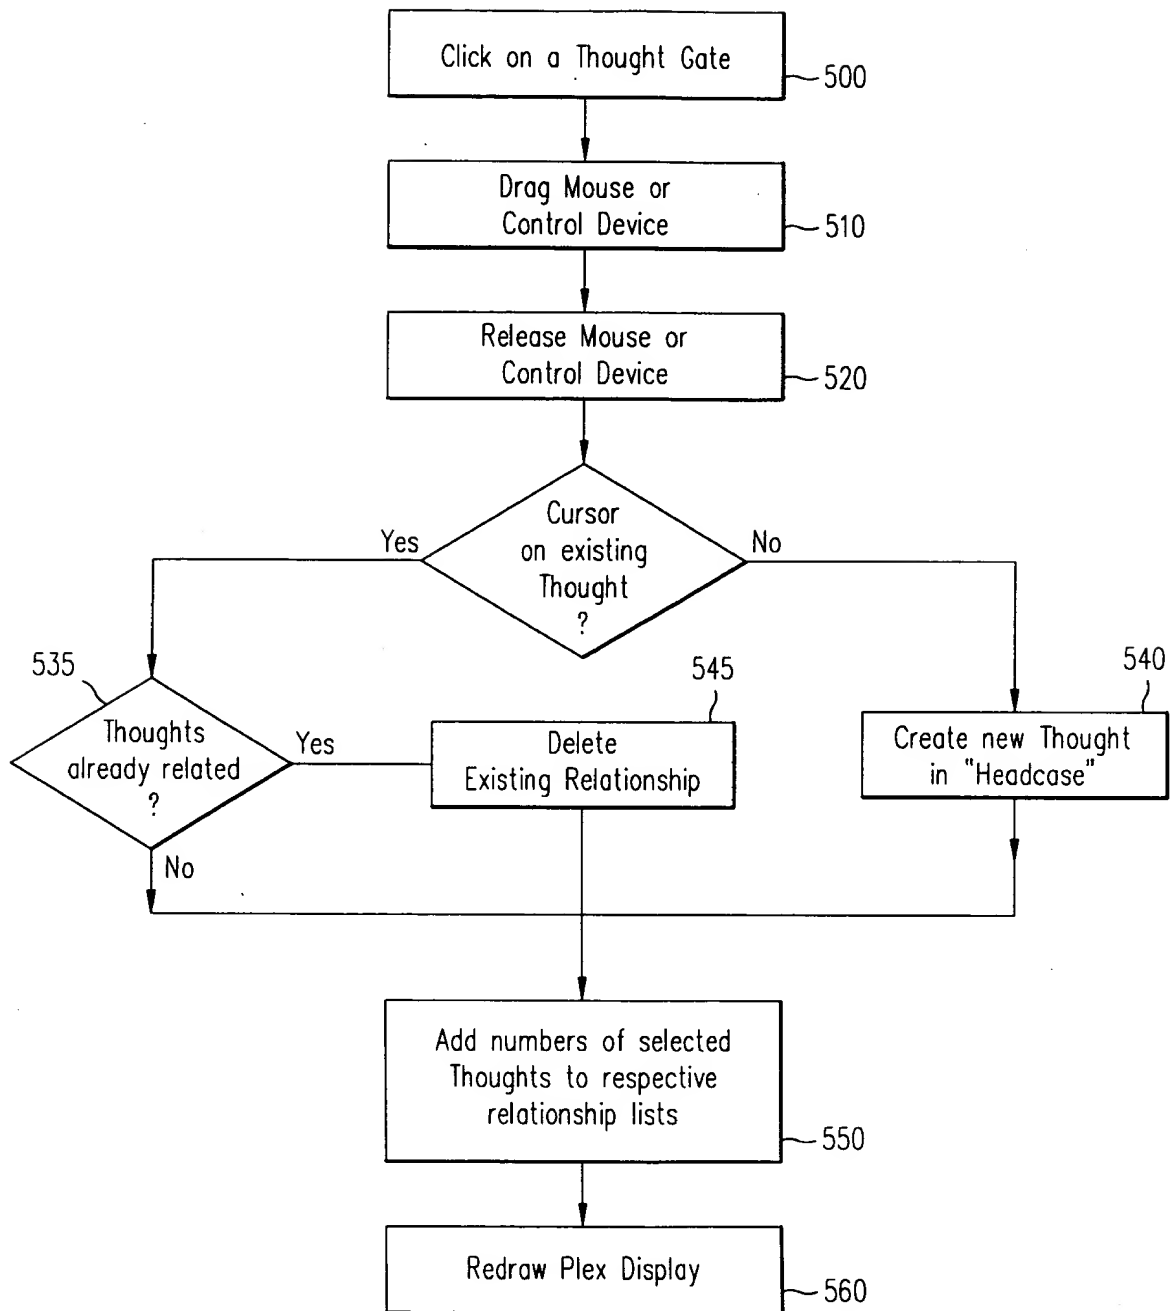 Click on a Thought Gate
500
Drag Mouse or
Control Device
510
Release Mouse or
Control Device
520
Cursor
on existing
Thought
?
Yes
No
535
Thoughts
already related
?
Yes
No
545
Delete
Existing Relationship
540
Create new Thought
in "Headcase"
Add numbers of selected
Thoughts to respective
relationship lists
550
Redraw Plex Display
560